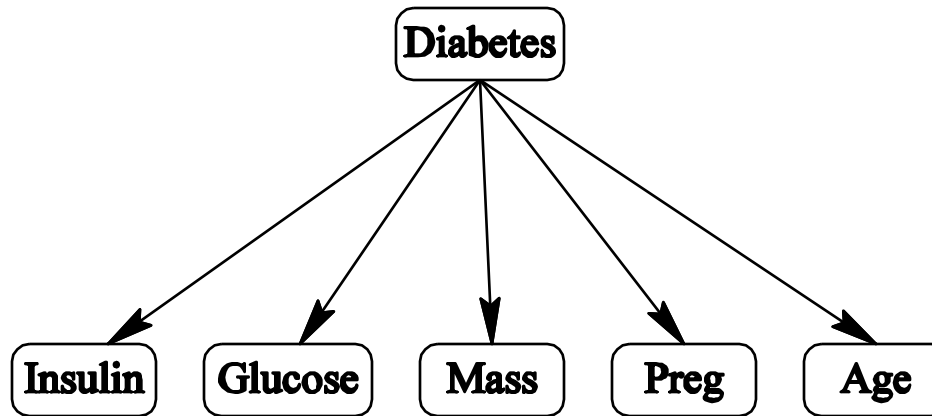 Diabetes
Insulin
Glucose
Mass
Preg
Age